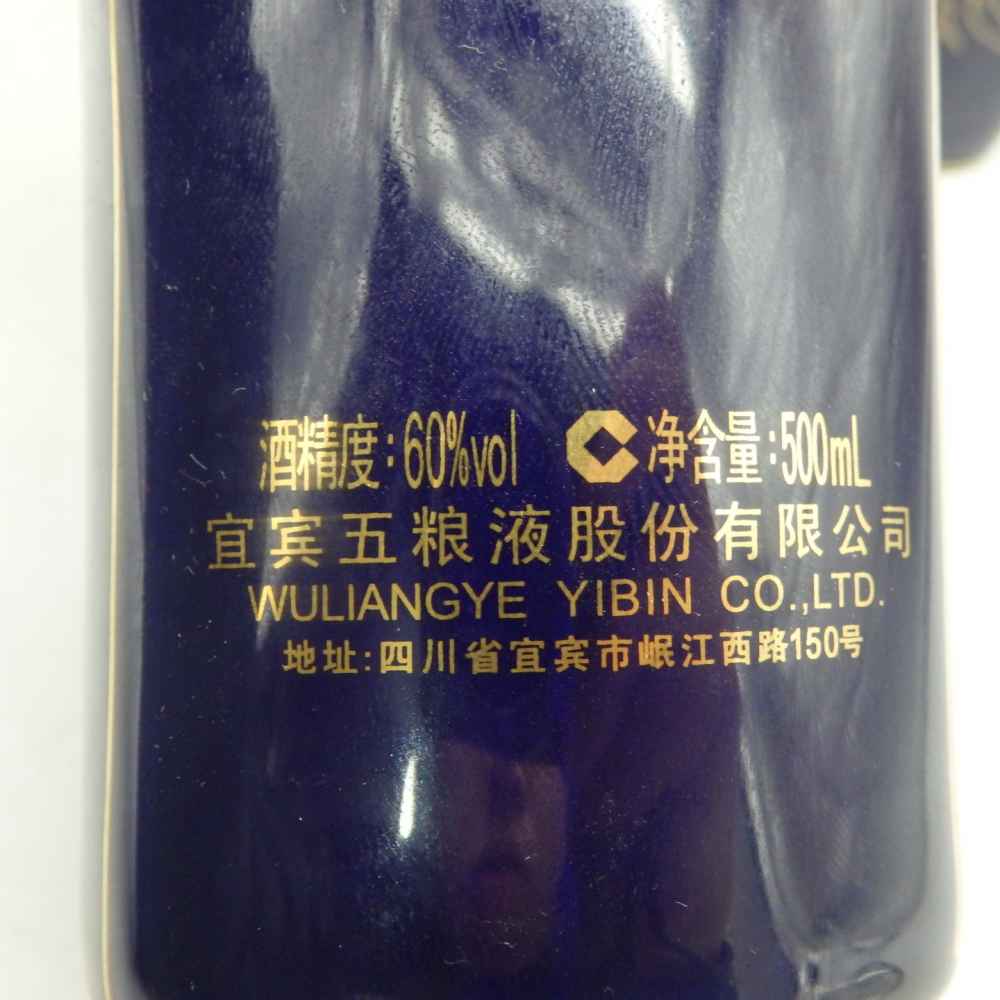 酒精度:60%vol 净含量:500mL
宜宾五粮液股份有限公司
WULIANGYE YIBIN CO.,LTD.
地址:四川省宜宾市岷江西路150号